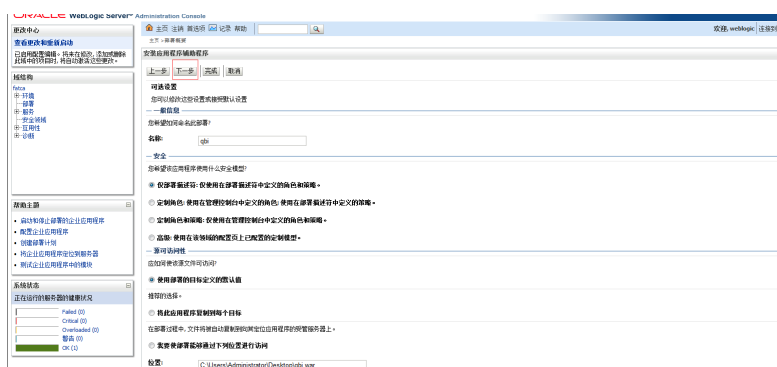 ORACLE WebLogic Server® Administration Console
更改中心
查看更改和重新启动
已启用配置编辑。将来在修改, 添加或删除此域中的项目时, 将自动激活这些更改。
域结构
fatca
环境
部署
服务
安全领域
互用性
诊断
帮助主题
启动和停止部署的企业应用程序
配置企业应用程序
创建部署计划
将企业应用程序定位到服务器
测试企业应用程序中的模块
系统状态
正在运行的服务器的健康状况
Failed (0)
Critical (0)
Overloaded (0)
警告 (0)
OK (1)
主页 注销 首选项 记录 帮助
欢迎, weblogic 连接到
主页 >部署概要
安装应用程序辅助程序
上一步 下一步 完成 取消
可选设置
您可以修改这些设置或接受默认设置
一般信息
您希望如何命名此部署?
名称: qbi
安全
您希望该应用程序使用什么安全模型?
仅部署描述符: 仅使用在部署描述符中定义的角色和策略。
定制角色: 使用在管理控制台中定义的角色; 使用在部署描述符中定义的策略。
定制角色和策略: 仅使用在管理控制台中定义的角色和策略。
高级: 使用在该领域的配置页上已配置的定制模型。
源可访问性
应如何使该源文件可访问?
使用部署的目标定义的默认值
推荐的选择。
将此应用程序复制到每个目标
在部署过程中, 文件将被自动复制到向其定位应用程序的受管服务器上。
我要使部署能够通过下列位置进行访问
位置: C:\Users\Administrator\Desktop\qbi.war